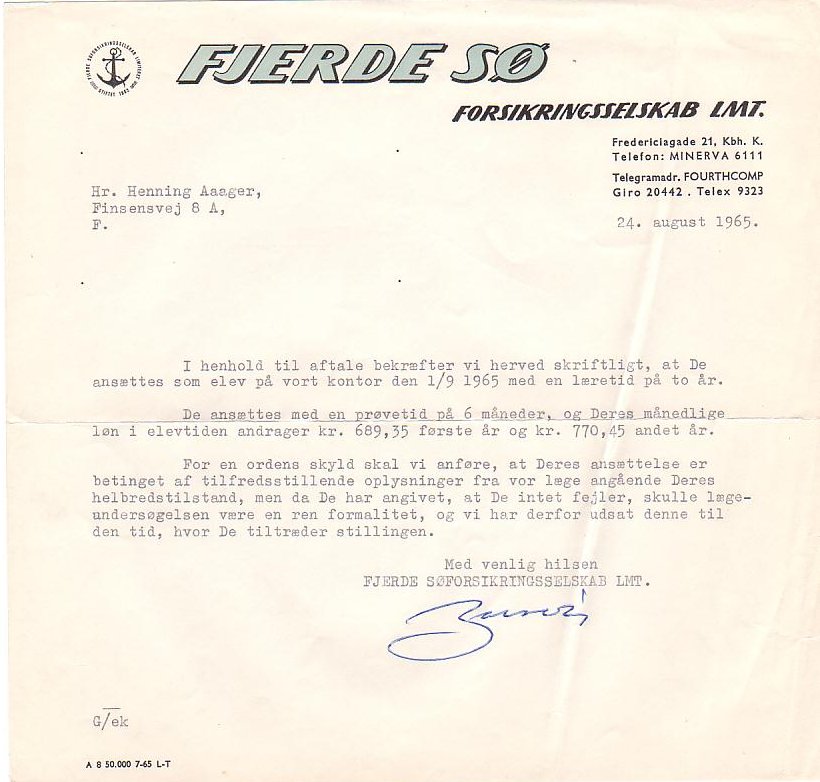 FJERDE SØ
FORSIKRINGSSELSKAB LMT.
Fredericiagade 21, Kbh. K.
Telefon: MINERVA 6111
Telegramadr. FOURTHCOMP
Giro 20442 . Telex 9323
Hr. Henning Aaager,
Finsensvej 8 A,
F.
24. august 1965.
I henhold til aftale bekræfter vi herved skriftligt, at De
ansættes som elev på vort kontor den 1/9 1965 med en læretid på to år.
De ansættes med en prøvetid på 6 måneder, og Deres månedlige
løn i elevtiden andrager kr. 689,35 første år og kr. 770,45 andet år.
For en ordens skyld skal vi anføre, at Deres ansættelse er
betinget af tilfredsstillende oplysninger fra vor læge angående Deres
helbredstilstand, men da De har angivet, at De intet fejler, skulle læge-
undersøgelsen være en ren formalitet, og vi har derfor udsat denne til
den tid, hvor De tiltræder stillingen.
Med venlig hilsen
FJERDE SØFORSIKRINGSSELSKAB LMT.
G/ek
A 8 50.000 7-65 L-T